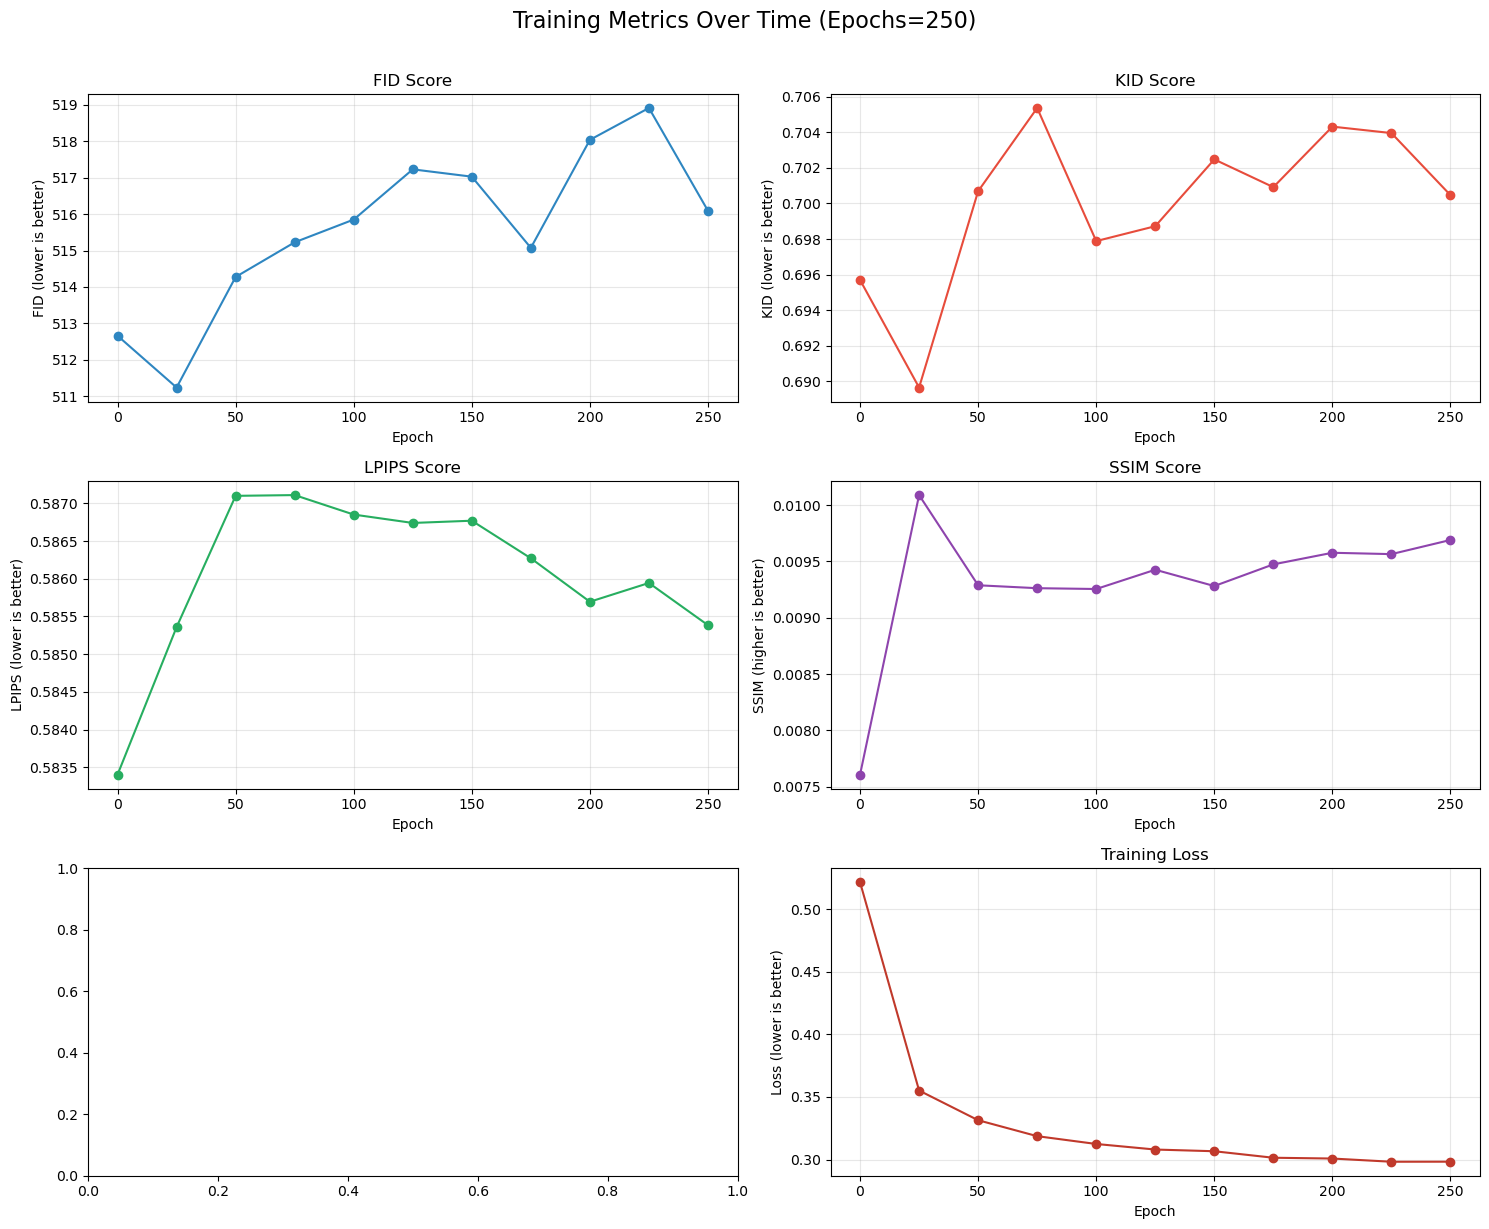 Training Metrics Over Time (Epochs=250)
FID Score
FID (lower is better)
519
518
517
516
515
514
513
512
511
0 50 100 150 200 250
Epoch
KID Score
KID (lower is better)
0.706
0.704
0.702
0.700
0.698
0.696
0.694
0.692
0.690
0 50 100 150 200 250
Epoch
LPIPS Score
LPIPS (lower is better)
0.5870
0.5865
0.5860
0.5855
0.5850
0.5845
0.5840
0.5835
0 50 100 150 200 250
Epoch
SSIM Score
SSIM (higher is better)
0.0100
0.0095
0.0090
0.0085
0.0080
0.0075
0 50 100 150 200 250
Epoch
1.0
0.8
0.6
0.4
0.2
0.0
0.0 0.2 0.4 0.6 0.8 1.0
Training Loss
Loss (lower is better)
0.50
0.45
0.40
0.35
0.30
0 50 100 150 200 250
Epoch